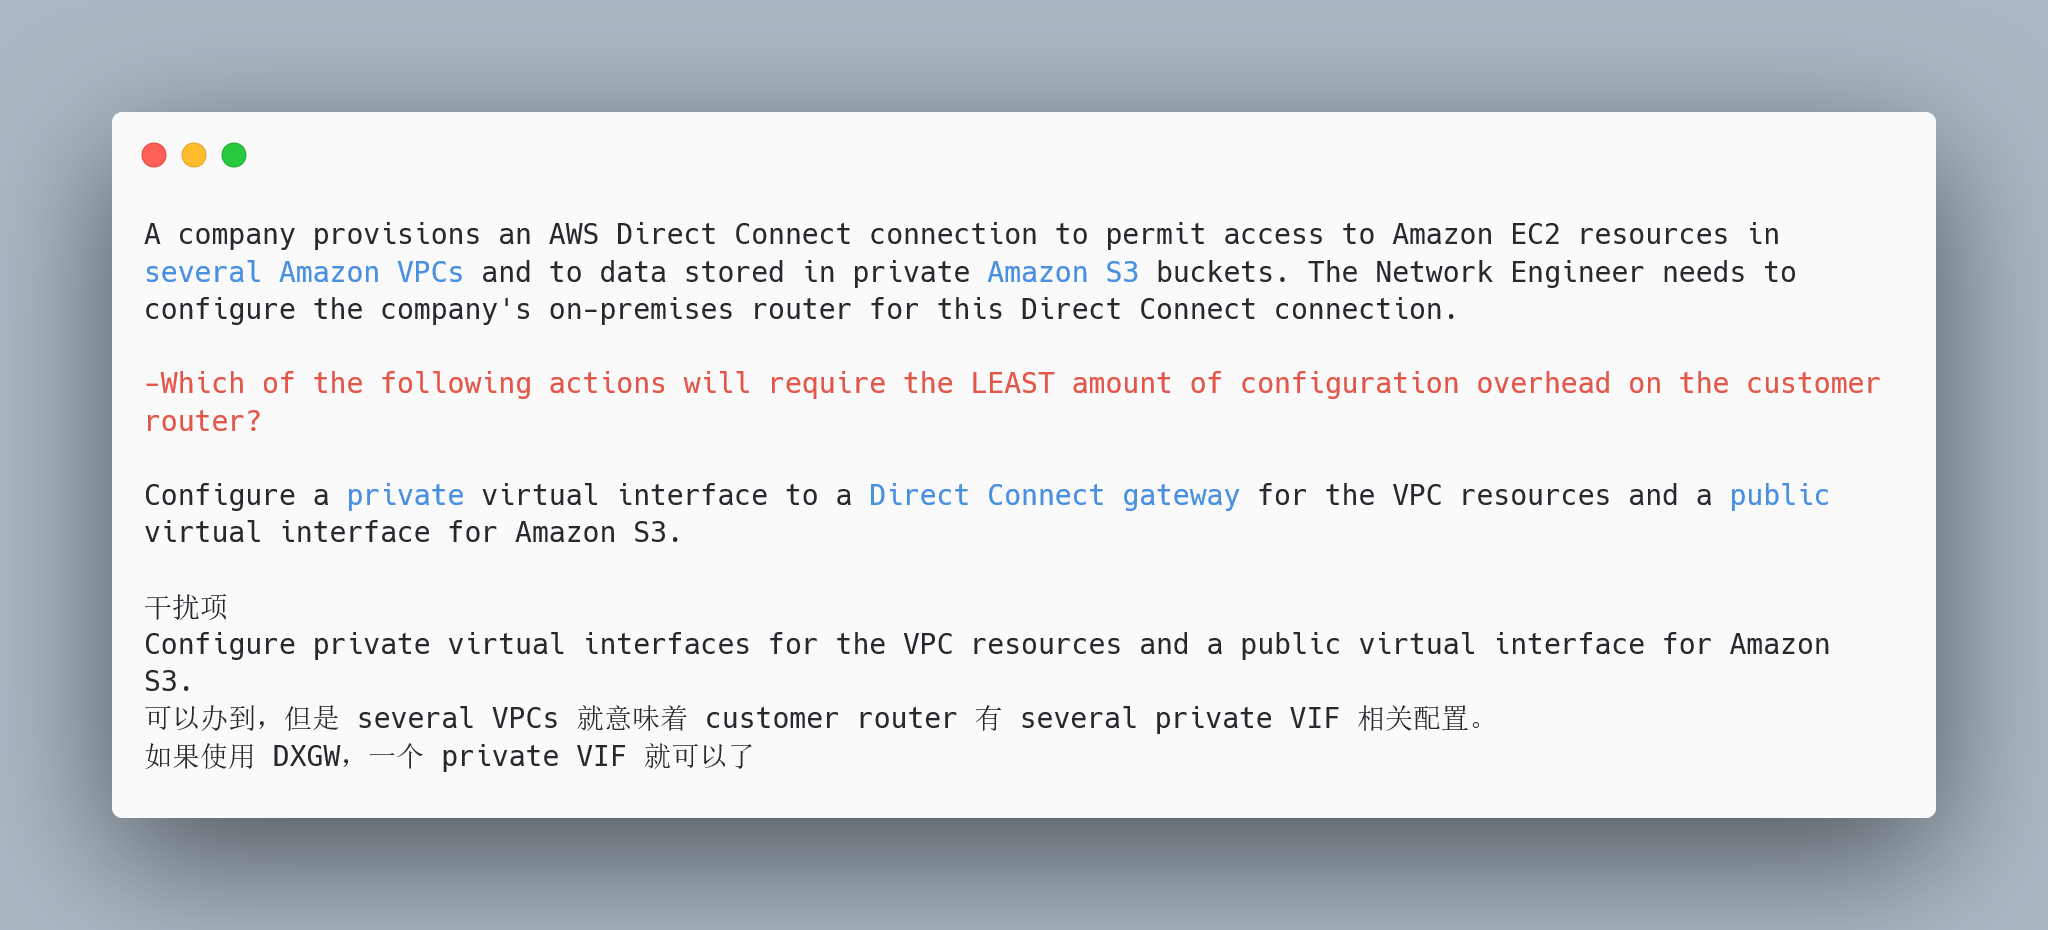 A company provisions an AWS Direct Connect connection to permit access to Amazon EC2 resources in
several Amazon VPCs and to data stored in private Amazon S3 buckets. The Network Engineer needs to
configure the company's on-premises router for this Direct Connect connection.
-Which of the following actions will require the LEAST amount of configuration overhead on the customer
router?
Configure a private virtual interface to a Direct Connect gateway for the VPC resources and a public
virtual interface for Amazon S3.
干扰项
Configure private virtual interfaces for the VPC resources and a public virtual interface for Amazon
S3.
可以办到，但是 several VPCs 就意味着 customer router 有 several private VIF 相关配置。
如果使用 DXGW，一个 private VIF 就可以了